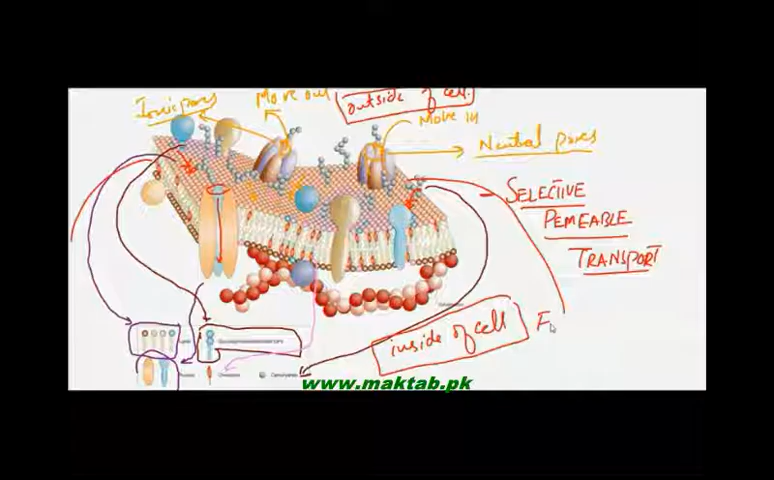 outside of cell.
Ionic pores
Move out
Move in
Neutral pores
- SELECTIVE
PEMEABLE
TRANSPORT
inside of cell
F
www.maktab.pk